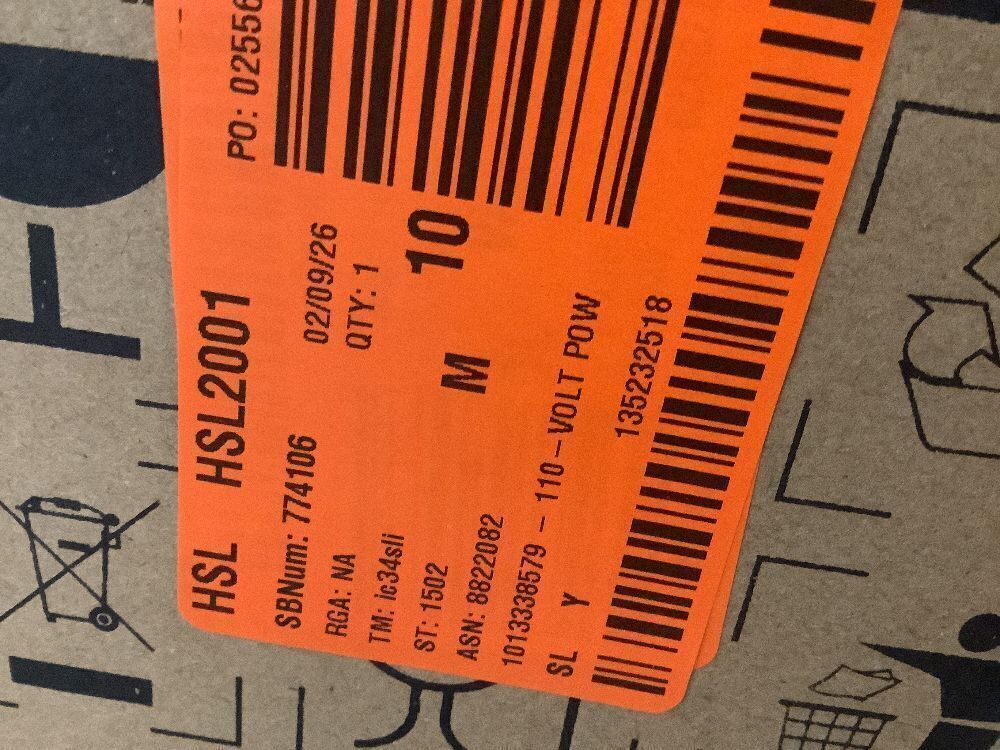 HSL HSL2001
PO: 02556
SBNum: 774106 02/09/26
RGA: NA QTY: 1
TM: lc34sli
ST: 1502 M 10
ASN: 8822082
1013338579 - 110-VOLT POW
SL Y 135232518